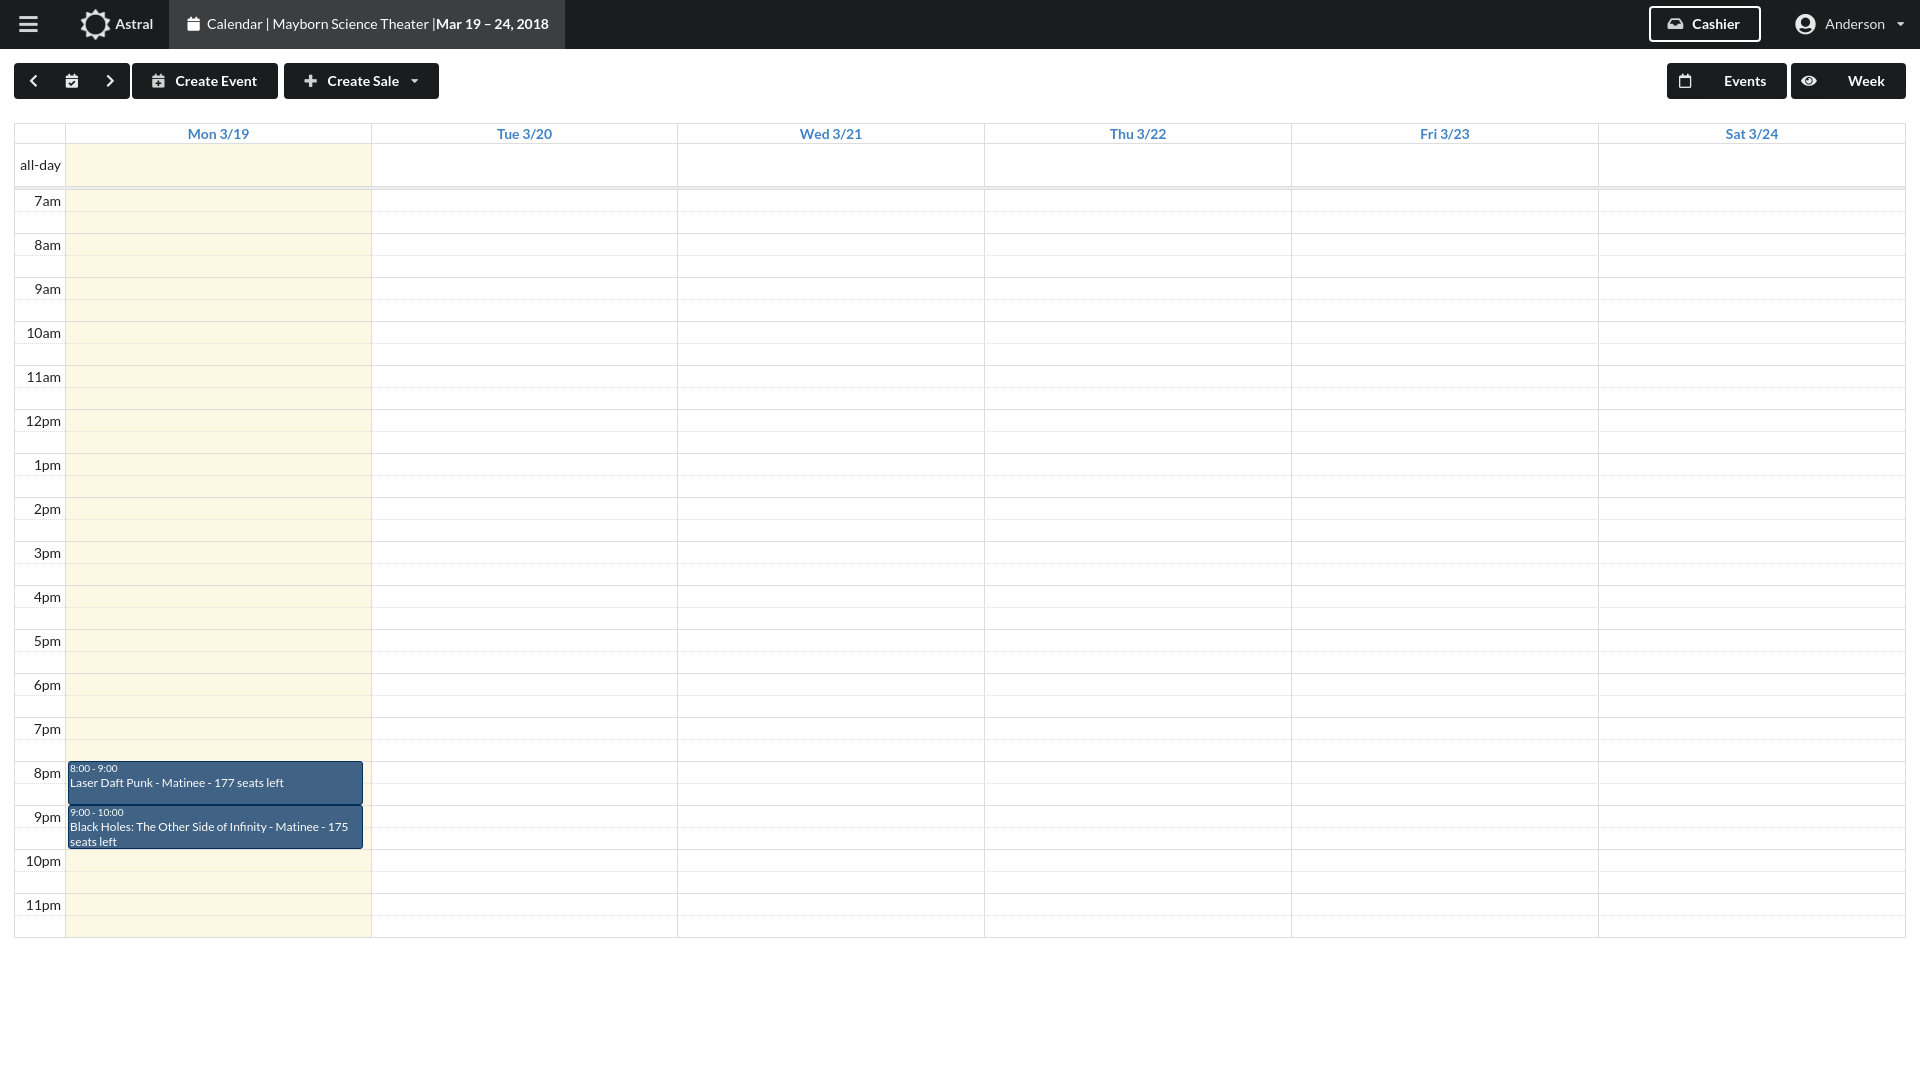 Astral
Calendar | Mayborn Science Theater |Mar 19 – 24, 2018
Cashier
Anderson
Create Event
Create Sale
Events
Week
Mon 3/19
Tue 3/20
Wed 3/21
Thu 3/22
Fri 3/23
Sat 3/24
all-day
7am
8am
9am
10am
11am
12pm
1pm
2pm
3pm
4pm
5pm
6pm
7pm
8pm
8:00 - 9:00
Laser Daft Punk - Matinee - 177 seats left
9pm
9:00 - 10:00
Black Holes: The Other Side of Infinity - Matinee - 175
seats left
10pm
11pm